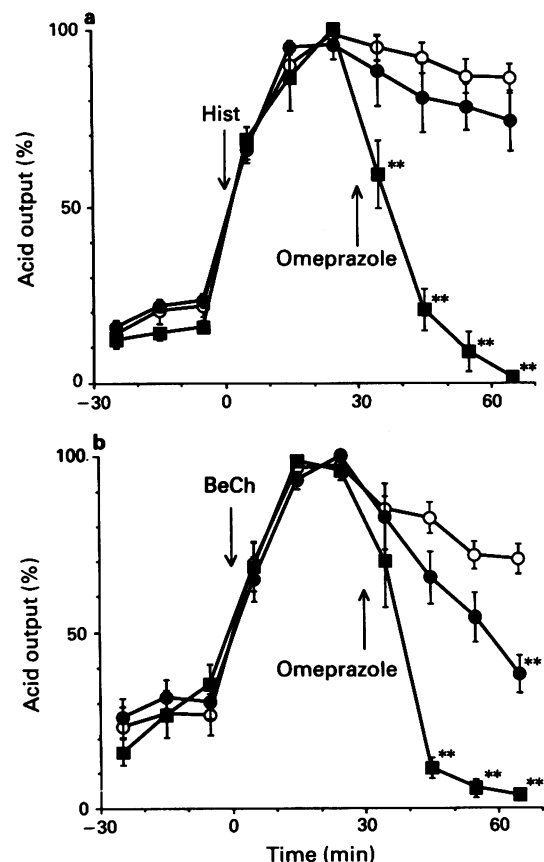 a
100
Hist
**
Acid output (%)
50
Omeprazole
**
**
**
0
−30
0
30
60
b
100
BeCh
Acid output (%)
50
Omeprazole
**
**
**
**
0
−30
0
30
60
Time (min)